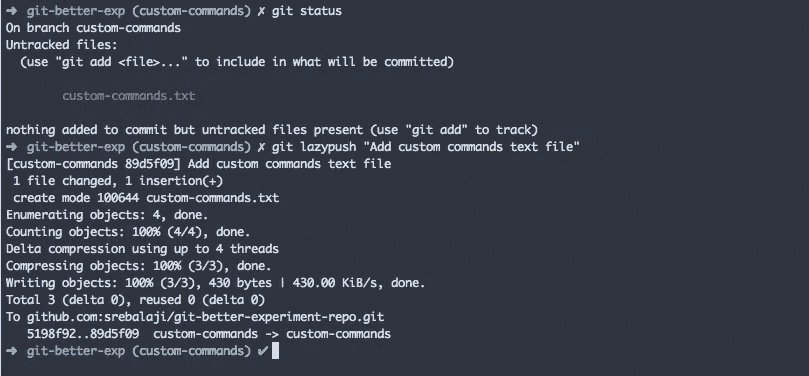 ➜ git-better-exp (custom-commands) ✗ git status
On branch custom-commands
Untracked files:
  (use "git add <file>..." to include in what will be committed)
        custom-commands.txt
nothing added to commit but untracked files present (use "git add" to track)
➜ git-better-exp (custom-commands) ✗ git lazypush "Add custom commands text file"
[custom-commands 89d5f09] Add custom commands text file
 1 file changed, 1 insertion(+)
 create mode 100644 custom-commands.txt
Enumerating objects: 4, done.
Counting objects: 100% (4/4), done.
Delta compression using up to 4 threads
Compressing objects: 100% (3/3), done.
Writing objects: 100% (3/3), 430 bytes | 430.00 KiB/s, done.
Total 3 (delta 0), reused 0 (delta 0)
To github.com:srebalaji/git-better-experiment-repo.git
   5198f92..89d5f09  custom-commands -> custom-commands
➜ git-better-exp (custom-commands) ✔